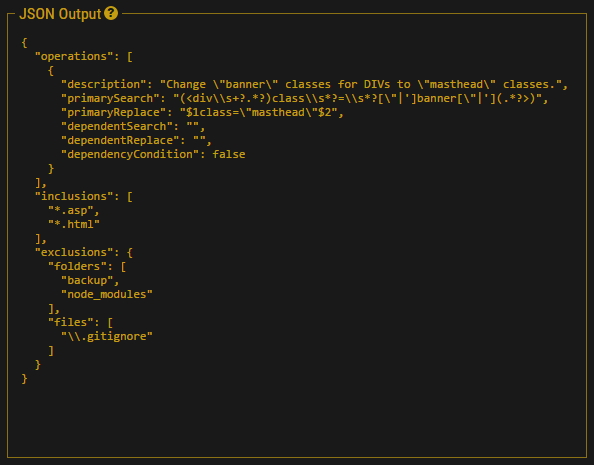 JSON Output ?
{
  "operations": [
    {
      "description": "Change \"banner\" classes for DIVs to \"masthead\" classes.",
      "primarySearch": "(<div\\s+?.*?)class\\s*?=\\s*?[\"|']banner[\"|'](.*?>)",
      "primaryReplace": "$1class=\"masthead\"$2",
      "dependentSearch": "",
      "dependentReplace": "",
      "dependencyCondition": false
    }
  ],
  "inclusions": [
    "*.asp",
    "*.html"
  ],
  "exclusions": {
    "folders": [
      "backup",
      "node_modules"
    ],
    "files": [
      "\\.gitignore"
    ]
  }
}